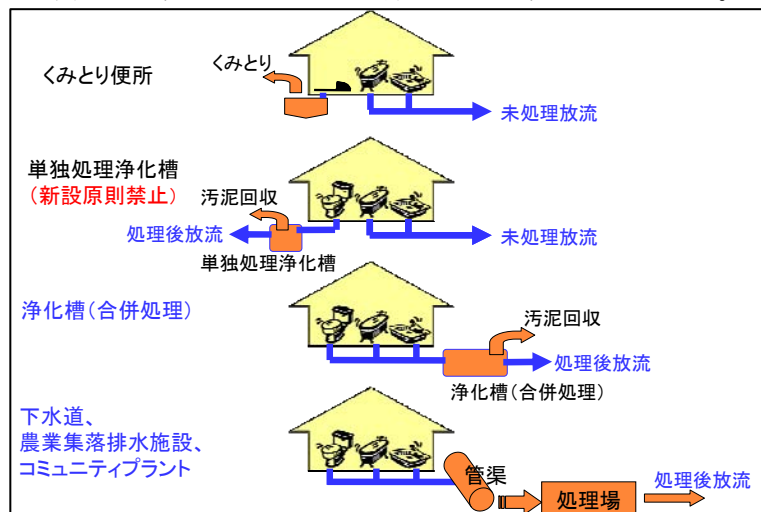 くみとり便所
くみとり
未処理放流
単独処理浄化槽
(新設原則禁止)
汚泥回収
処理後放流
単独処理浄化槽
未処理放流
浄化槽(合併処理)
汚泥回収
処理後放流
浄化槽(合併処理)
下水道、
農業集落排水施設、
コミュニティプラント
管渠
処理場
処理後放流